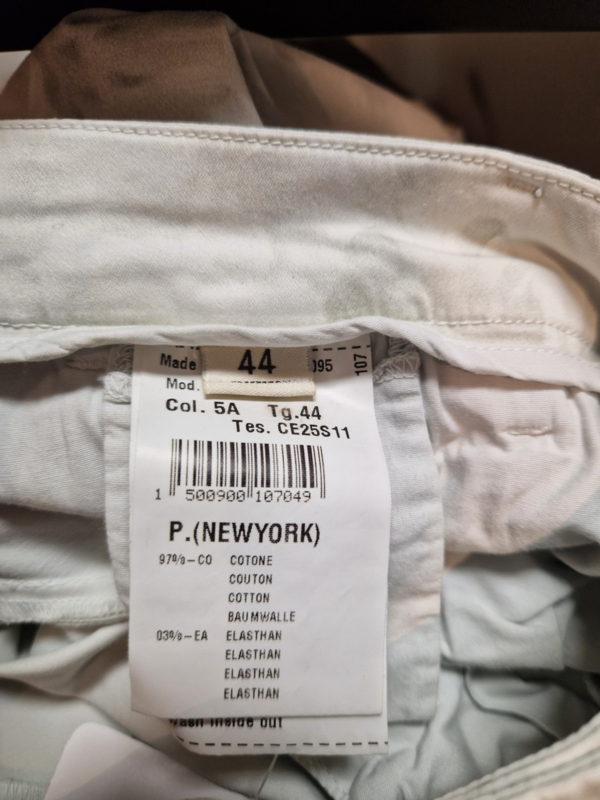 Made 44 095 107
Mod.
Col. 5A Tg.44
Tes. CE25S11
1 500900 107049
P.(NEWYORK)
97%-CO COTONE
COUTON
COTTON
BAUMWALLE
03%-EA ELASTHAN
ELASTHAN
ELASTHAN
ELASTHAN
wash inside out